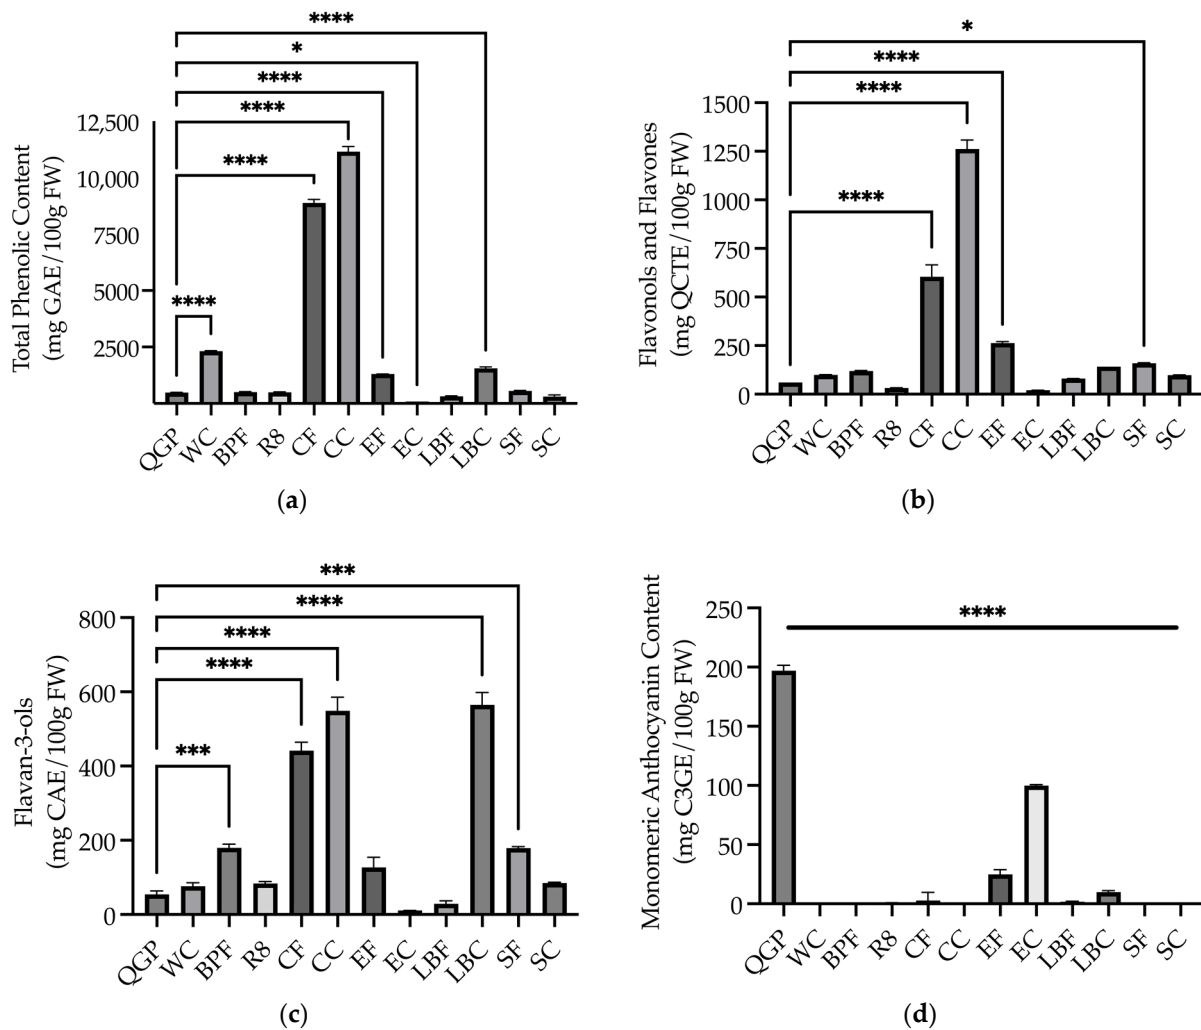 ****
*
****
****
****
****
Total Phenolic Content
(mg GAE/100g FW)
12,500
10,000
7500
5000
2500
QGP
WC
BPF
R8
CF
CC
EF
EC
LBF
LBC
SF
SC
(a)
*
****
****
****
Flavonols and Flavones
(mg QCTE/100g FW)
1500
1250
1000
750
500
250
0
QGP
WC
BPF
R8
CF
CC
EF
EC
LBF
LBC
SF
SC
(b)
***
****
****
****
***
Flavan-3-ols
(mg CAE/100g FW)
800
600
400
200
0
QGP
WC
BPF
R8
CF
CC
EF
EC
LBF
LBC
SF
SC
(c)
****
Monomeric Anthocyanin Content
(mg C3GE/100g FW)
250
200
150
100
50
0
QGP
WC
BPF
R8
CF
CC
EF
EC
LBF
LBC
SF
SC
(d)